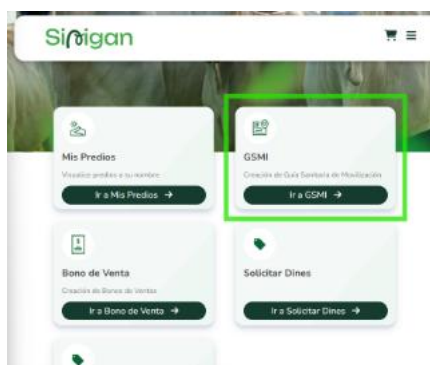 Sinigan
Mis Predios
Visualice predios a su nombre
Ir a Mis Predios →
GSMI
Creación de Guía Sanitaria de Movilización
Ir a GSMI →
Bono de Venta
Creación de Bonos de Ventas
Ir a Bono de Venta →
Solicitar Dines
Ir a Solicitar Dines →